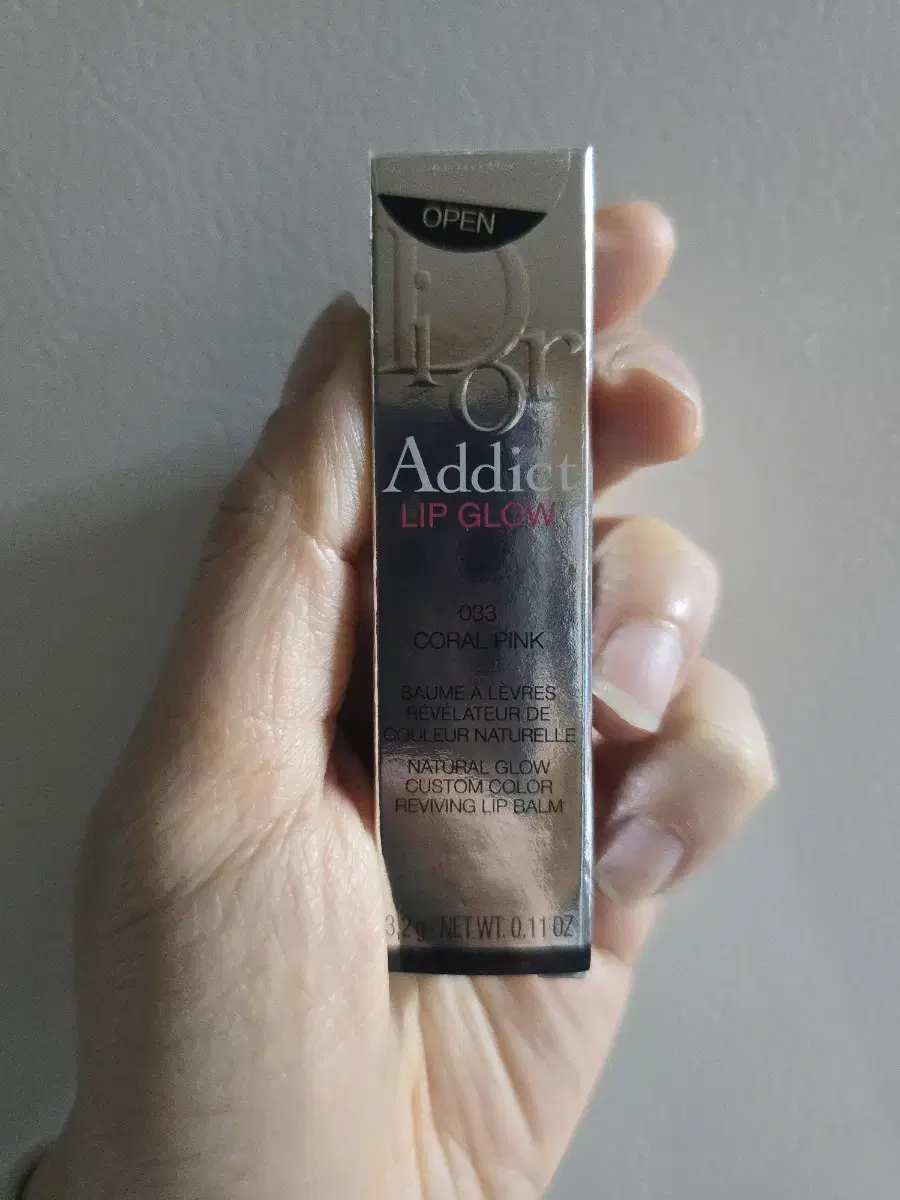 OPEN
Dior
Addict
LIP GLOW
033
CORAL PINK
BAUME À LÈVRES
RÉVÉLATEUR DE
COULEUR NATURELLE
NATURAL GLOW
CUSTOM COLOR
REVIVING LIP BALM
3,2 g - NET WT. 0.11 OZ